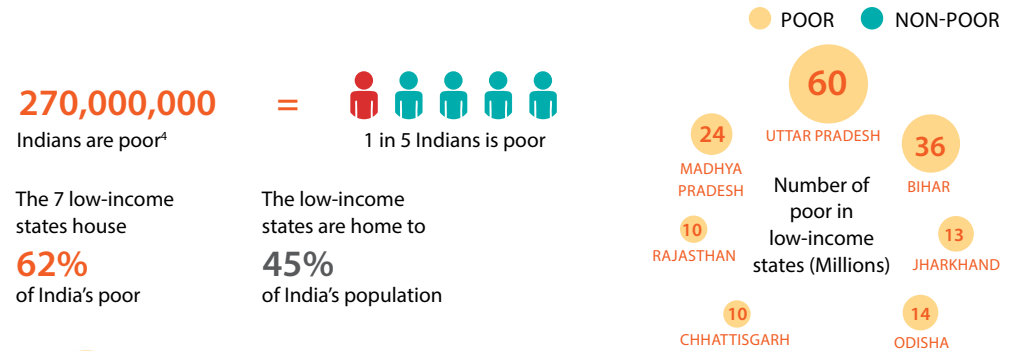 POOR
NON-POOR
270,000,000
=
Indians are poor4
1 in 5 Indians is poor
The 7 low-income
states house
62%
of India's poor
The low-income
states are home to
45%
of India's population
60
UTTAR PRADESH
24
MADHYA
PRADESH
36
BIHAR
Number of
poor in
low-income
states (Millions)
10
RAJASTHAN
13
JHARKHAND
10
CHHATTISGARH
14
ODISHA